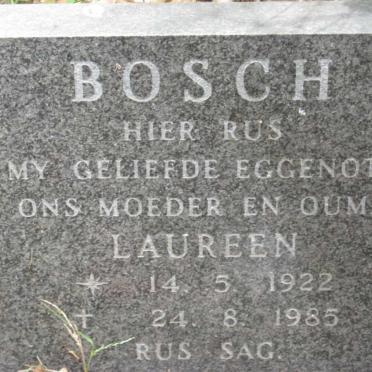 BOSCH
HIER RUS
MY GELIEFDE EGGENOT
ONS MOEDER EN OUM
LAUREEN
14. 5. 1922
24. 8. 1985
RUS SAG.